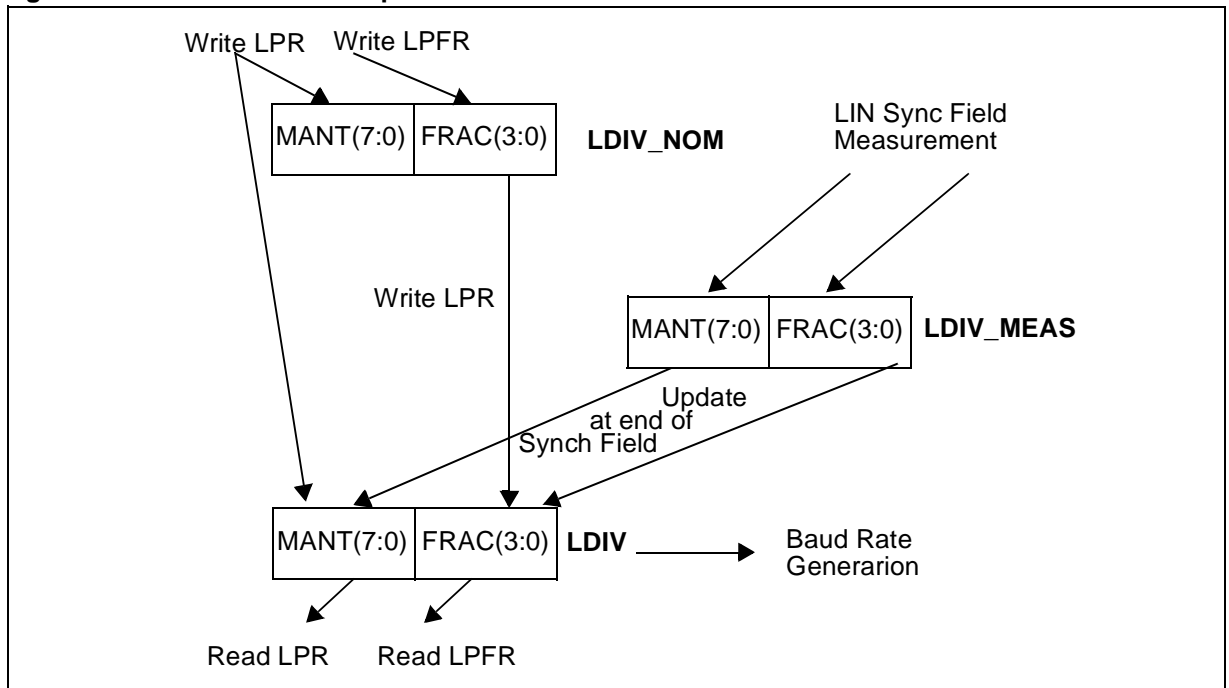 Write LPR
Write LPFR
MANT(7:0)
FRAC(3:0)
LDIV_NOM
LIN Sync Field
Measurement
Write LPR
MANT(7:0)
FRAC(3:0)
LDIV_MEAS
Update
at end of
Synch Field
MANT(7:0)
FRAC(3:0)
LDIV
Baud Rate
Generarion
Read LPR
Read LPFR